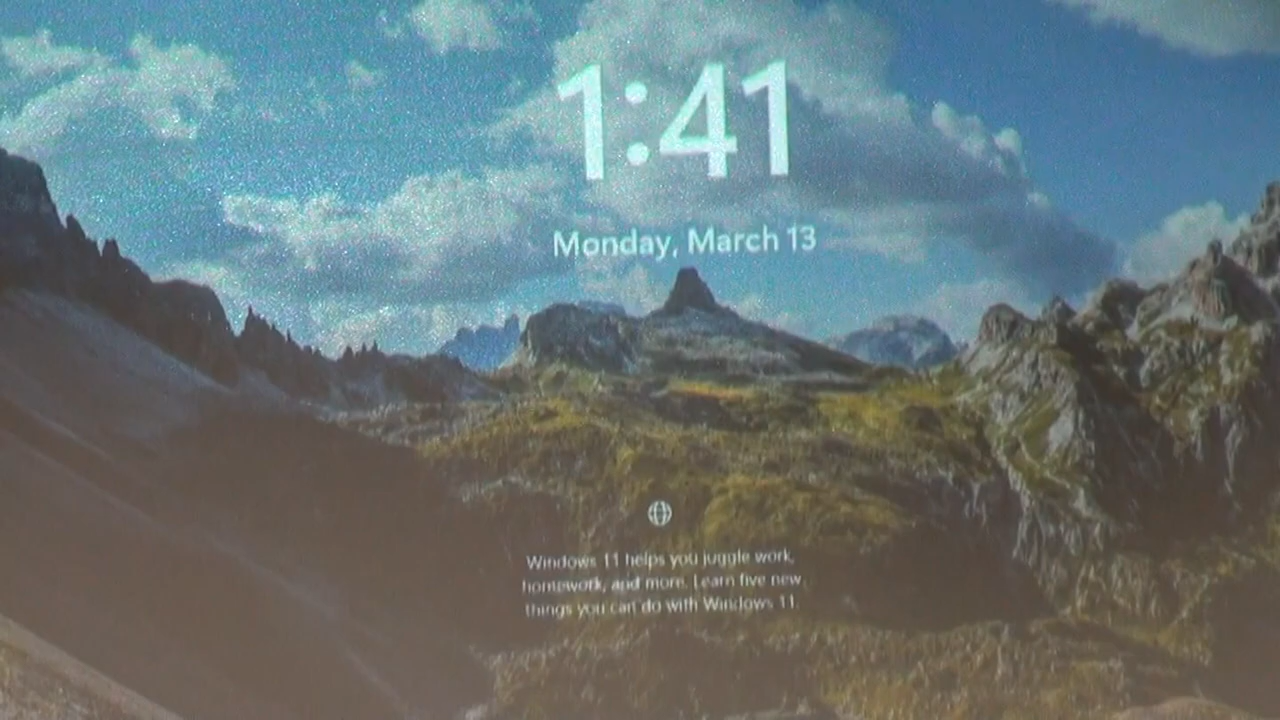 1:41
Monday, March 13
Windows 11 helps you juggle work,
homework, and more. Learn five new
things you can do with Windows 11.